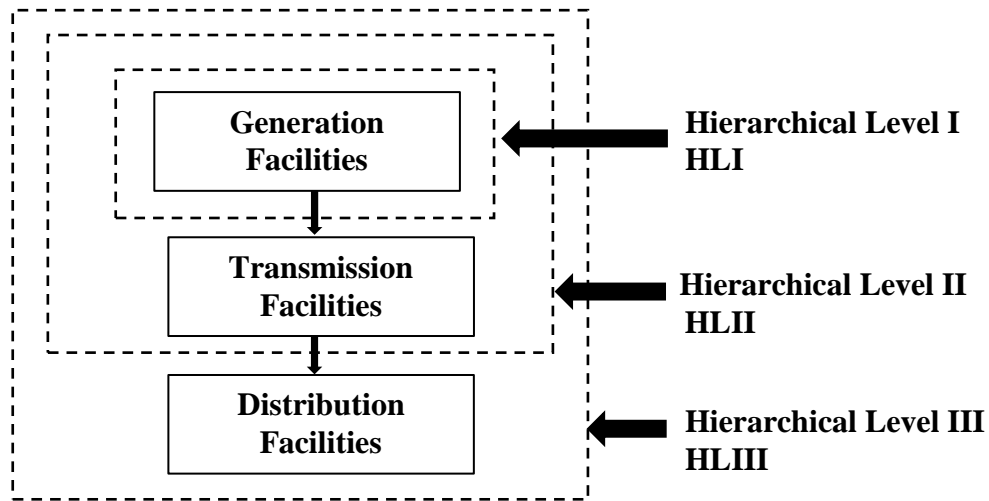 Generation
Facilities
Hierarchical Level I
HLI
Transmission
Facilities
Hierarchical Level II
HLII
Distribution
Facilities
Hierarchical Level III
HLIII